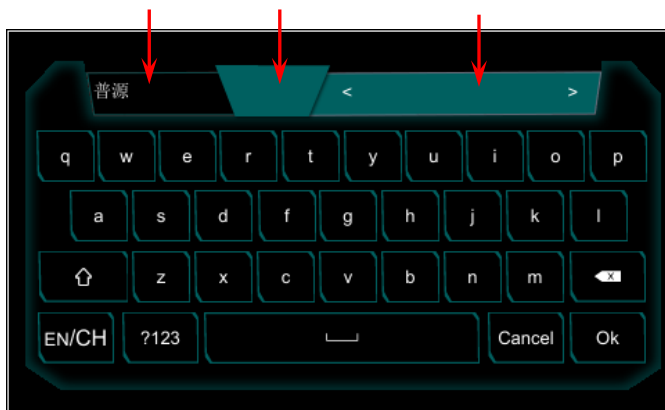 普源 < >
q w e r t y u i o p
a s d f g h j k l
z x c v b n m x
EN/CH ?123 Cancel Ok